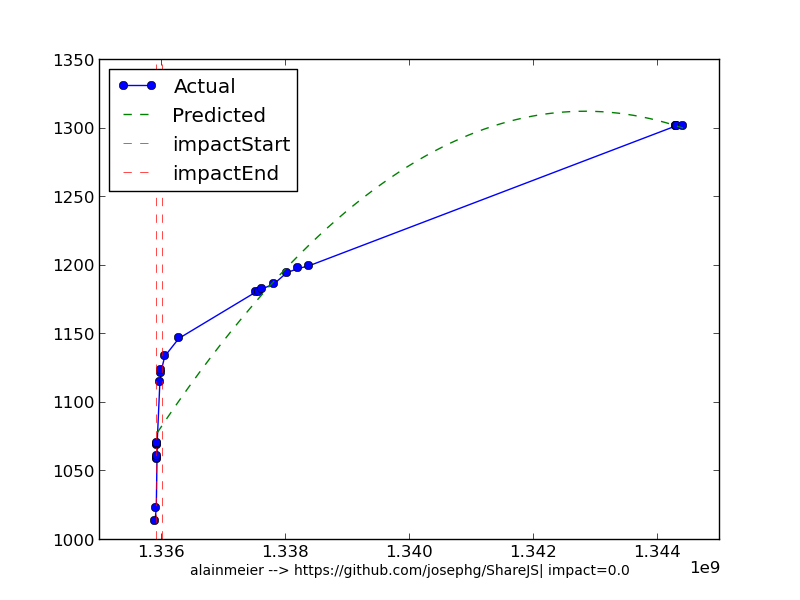 1350
1300
1250
1200
1150
1100
1050
1000
Actual
Predicted
impactStart
impactEnd
1.336 1.338 1.340 1.342 1.344
1e9
alainmeier --> https://github.com/josephg/ShareJS| impact=0.0